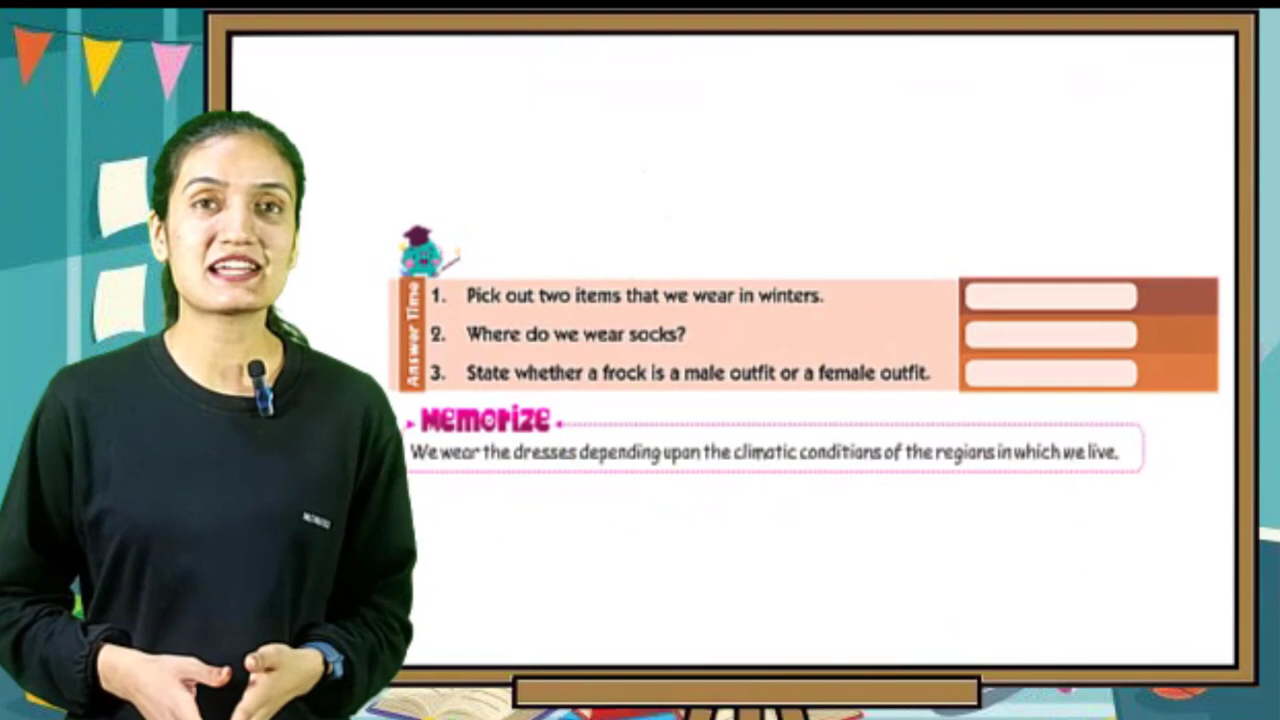 Answer Time
1. Pick out two items that we wear in winters.
2. Where do we wear socks?
3. State whether a frock is a male outfit or a female outfit.
Memorize
We wear the dresses depending upon the climatic conditions of the regions in which we live.